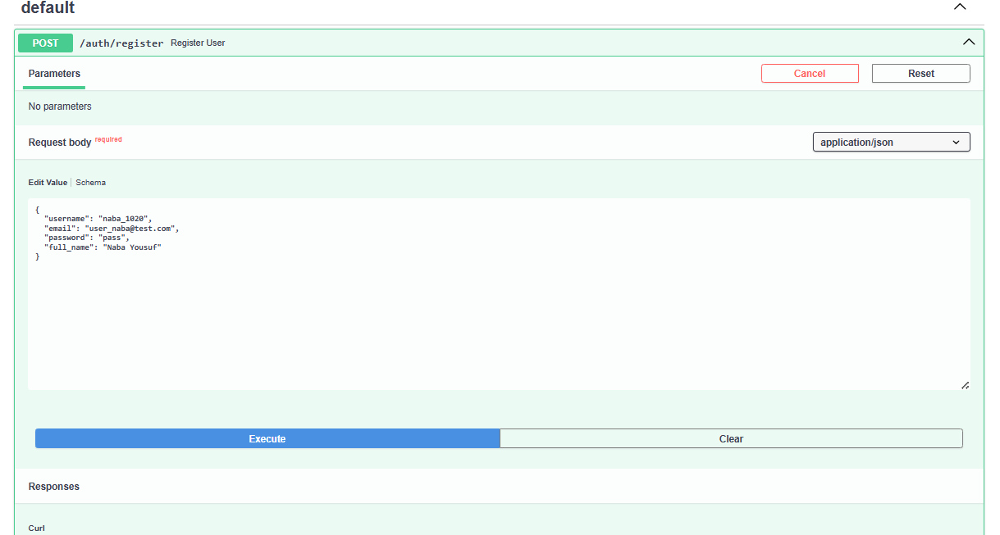 default
POST /auth/register Register User
Parameters
Cancel
Reset
No parameters
Request body required
application/json
Edit Value Schema
{
  "username": "naba_1020",
  "email": "user_naba@test.com",
  "password": "pass",
  "full_name": "Naba Yousuf"
}
Execute
Clear
Responses
Curl